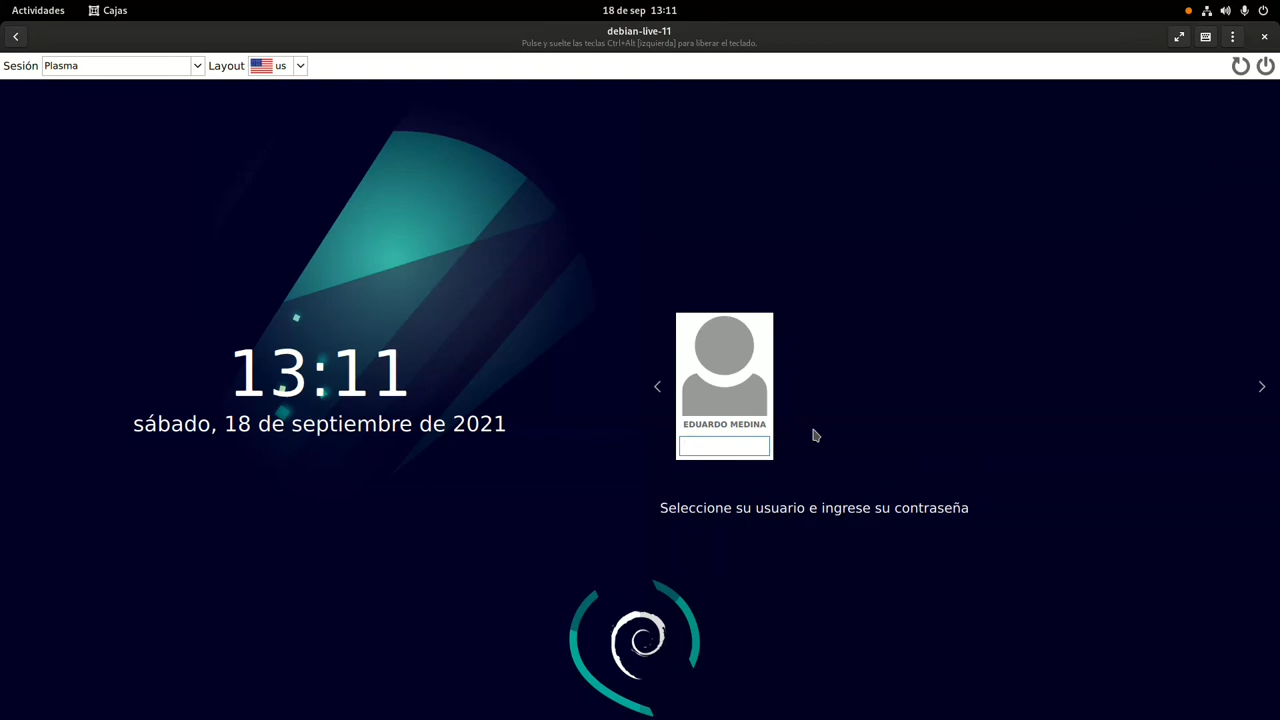 Actividades Cajas 18 de sep 13:11
debian-live-11
Pulse y suelte las teclas Ctrl+Alt [izquierda] para liberar el teclado.
Sesión Plasma Layout us
13:11
sábado, 18 de septiembre de 2021
EDUARDO MEDINA
Seleccione su usuario e ingrese su contraseña